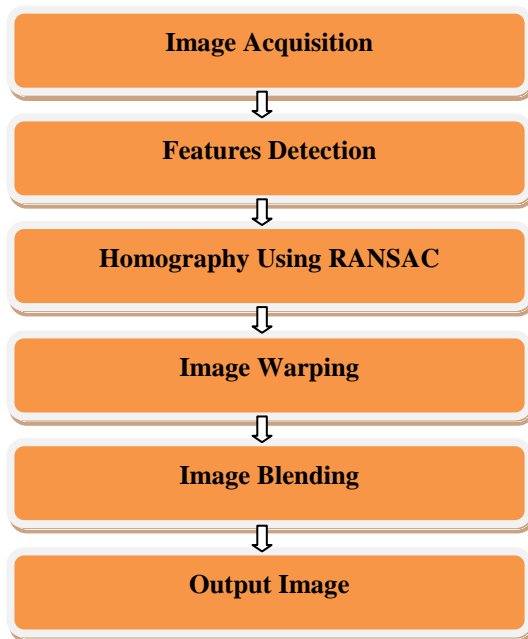 Image Acquisition
Features Detection
Homography Using RANSAC
Image Warping
Image Blending
Output Image